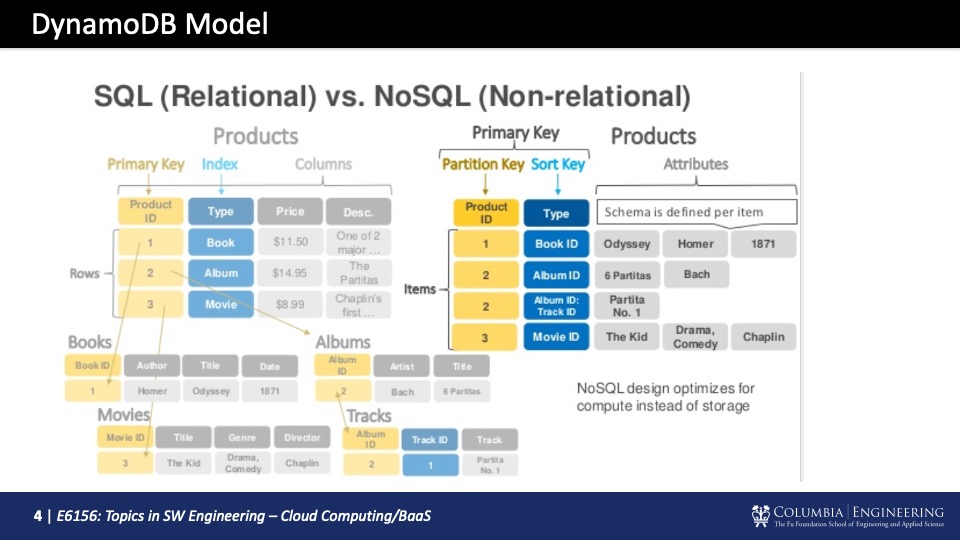 DynamoDB Model
SQL (Relational) vs. NoSQL (Non-relational)
Products
Primary Key
Index
Columns
Product
ID
Type
Price
Desc.
Rows
1
Book
$11.50
One of 2
major ...
2
Album
$14.95
The
Partitas
3
Movie
$8.99
Chaplin's
first ...
Books
Book ID
Author
Title
Date
1
Homer
Odyssey
1871
Albums
Album
ID
Artist
Title
2
Bach
6 Partitas
Movies
Movie ID
Title
Genre
Director
3
The Kid
Drama,
Comedy
Chaplin
Tracks
Album
ID
Track ID
Track
2
1
Partita
No. 1
Primary Key
Products
Partition Key
Sort Key
Attributes
Product
ID
Type
Schema is defined per item
Items
1
Book ID
Odyssey
Homer
1871
2
Album ID
6 Partitas
Bach
2
Album ID:
Track ID
Partita
No. 1
3
Movie ID
The Kid
Drama,
Comedy
Chaplin
NoSQL design optimizes for
compute instead of storage
4 | E6156: Topics in SW Engineering – Cloud Computing/BaaS
COLUMBIA | ENGINEERING
The Fu Foundation School of Engineering and Applied Science